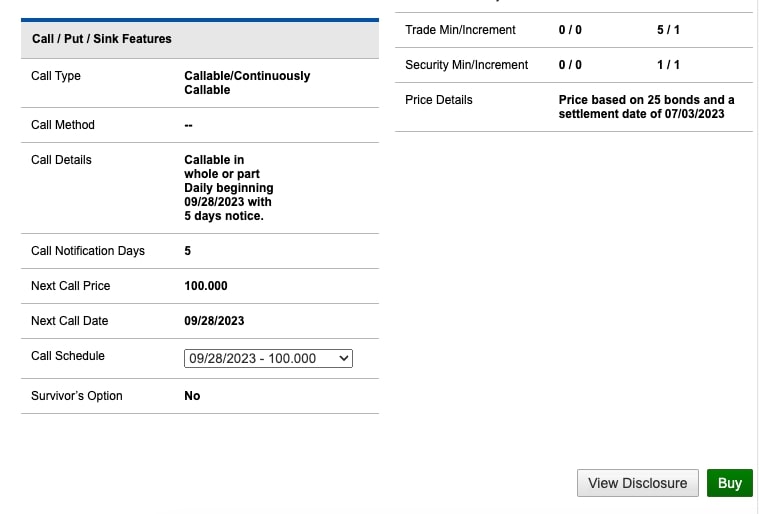 Call / Put / Sink Features
Call Type
Callable/Continuously
Callable
Call Method
--
Call Details
Callable in
whole or part
Daily beginning
09/28/2023 with
5 days notice.
Call Notification Days
5
Next Call Price
100.000
Next Call Date
09/28/2023
Call Schedule
09/28/2023 - 100.000
Survivor's Option
No
Trade Min/Increment
0 / 0
5 / 1
Security Min/Increment
0 / 0
1 / 1
Price Details
Price based on 25 bonds and a
settlement date of 07/03/2023
View Disclosure
Buy